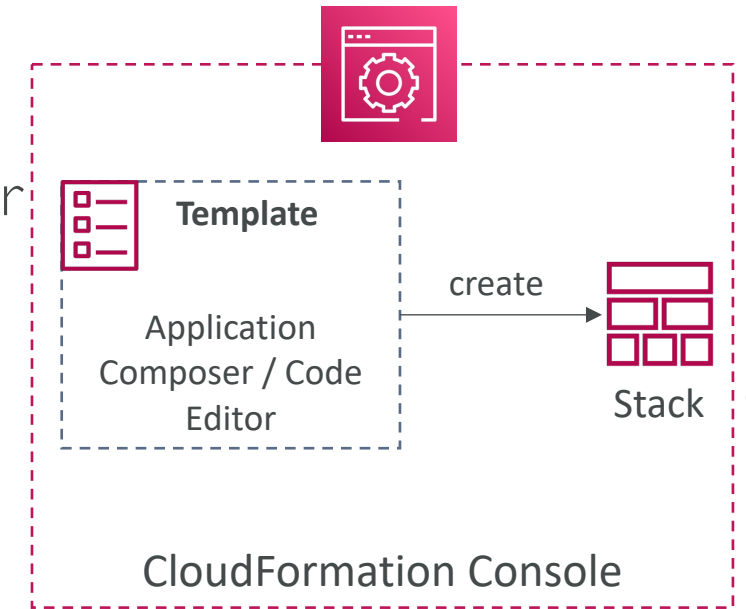 r
Template
create
Application
Composer / Code
Editor
Stack
CloudFormation Console